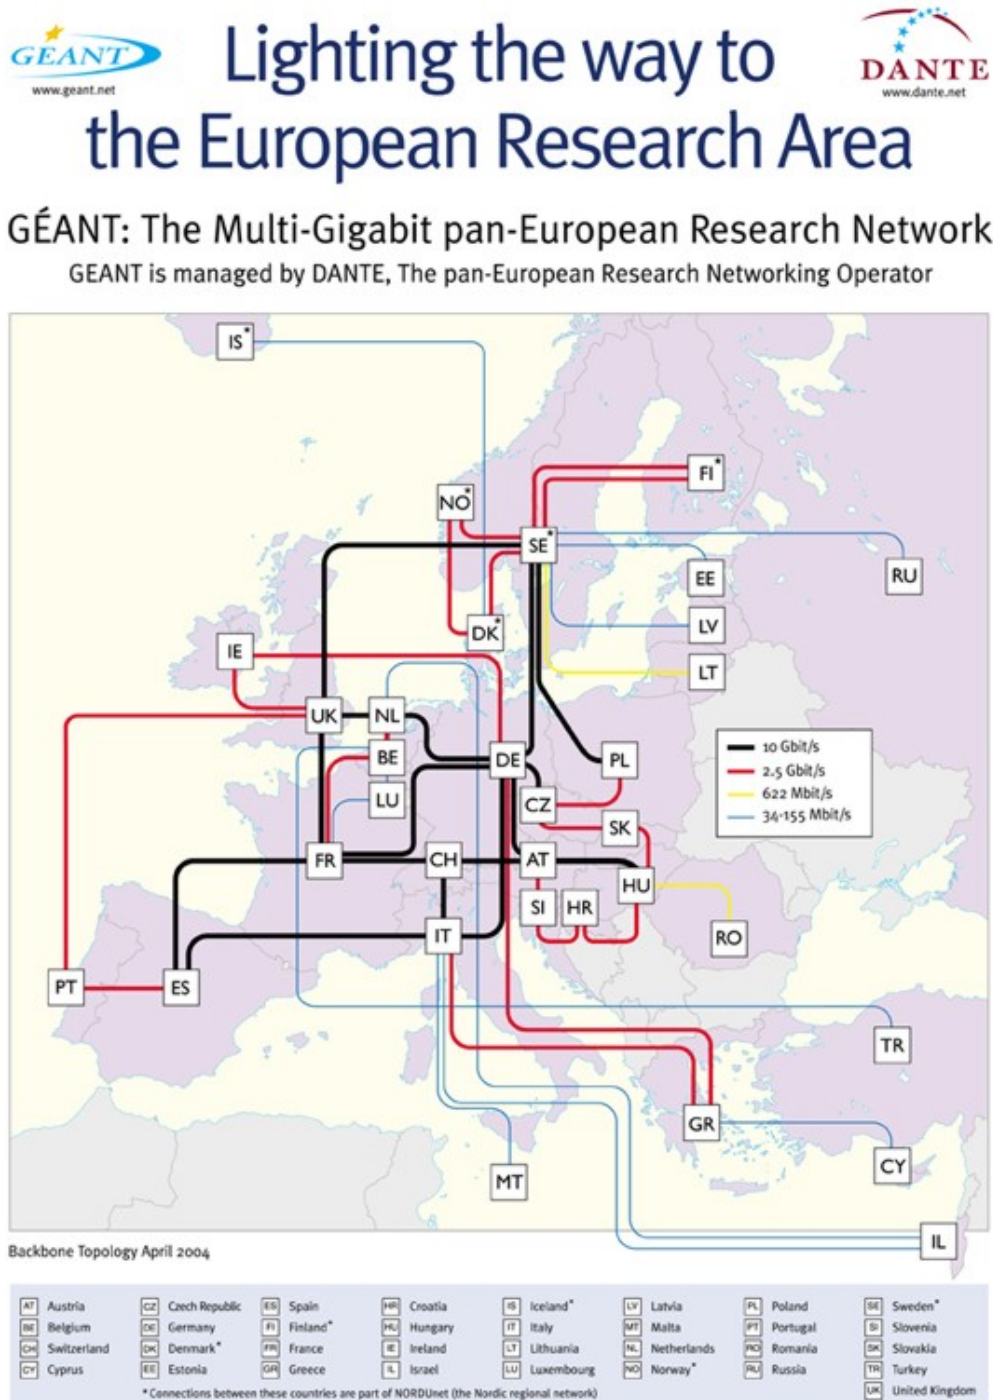 GEANT
www.geant.net
Lighting the way to
the European Research Area
DANTE
www.dante.net
GÉANT: The Multi-Gigabit pan-European Research Network
GEANT is managed by DANTE, The pan-European Research Networking Operator
IS*
FI*
NO*
SE*
RU
EE
LV
DK*
IE
LT
UK
NL
BE
DE
PL
LU
CZ
SK
FR
CH
AT
HU
SI
HR
IT
RO
PT
ES
TR
GR
CY
MT
IL
10 Gbit/s
2.5 Gbit/s
622 Mbit/s
34-155 Mbit/s
Backbone Topology April 2004
AT Austria CZ Czech Republic ES Spain HR Croatia IS Iceland* LV Latvia PL Poland SE Sweden*
BE Belgium DE Germany FI Finland* HU Hungary IT Italy MT Malta PT Portugal SI Slovenia
CH Switzerland DK Denmark* FR France IE Ireland LT Lithuania NL Netherlands RO Romania SK Slovakia
CY Cyprus EE Estonia GR Greece IL Israel LU Luxembourg NO Norway* RU Russia TR Turkey
* Connections between these countries are part of NORDUnet (the Nordic regional network) UK United Kingdom